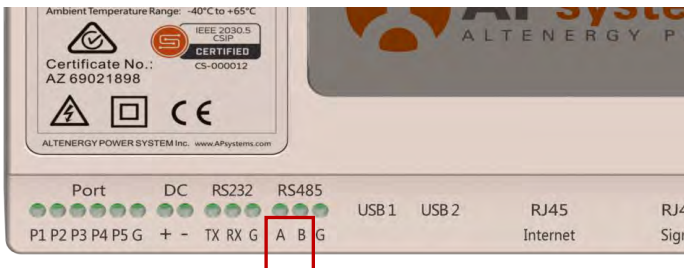 Ambient Temperature Range: -40°C to +65°C
IEEE 2030.5
CSIP
CERTIFIED
CS-000012
Certificate No.:
AZ 69021898
ALTENERGY POWER SYSTEM Inc. www.APsystems.com
ALTENERGY P
Port DC RS232 RS485
USB 1 USB 2 RJ45
P1 P2 P3 P4 P5 G + - TX RX G A B G
Internet